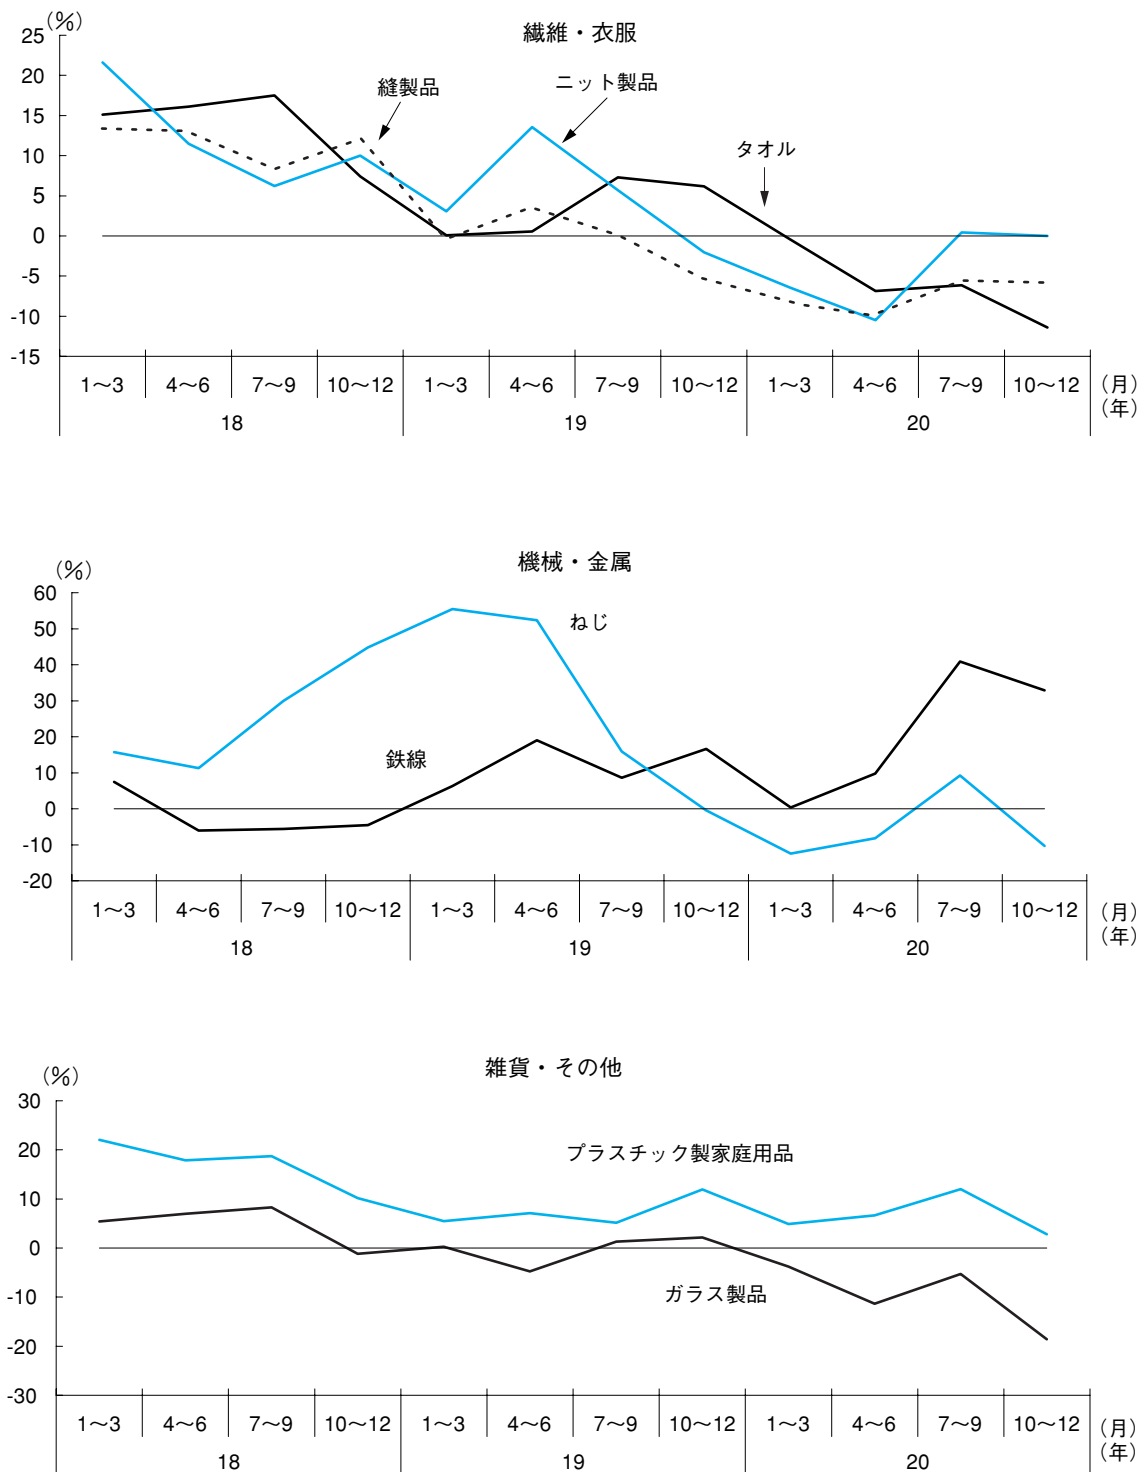 （％） 繊維・衣服
25
20
15
10
5
0
-5
-10
-15
縫製品
ニット製品
タオル
1～3 4～6 7～9 10～12 1～3 4～6 7～9 10～12 1～3 4～6 7～9 10～12 （月）
18 19 20 （年）
機械・金属
（％）
60
50
40
30
20
10
0
-10
-20
ねじ
鉄線
1～3 4～6 7～9 10～12 1～3 4～6 7～9 10～12 1～3 4～6 7～9 10～12 （月）
18 19 20 （年）
雑貨・その他
（％）
30
20
10
0
-10
-20
-30
プラスチック製家庭用品
ガラス製品
1～3 4～6 7～9 10～12 1～3 4～6 7～9 10～12 1～3 4～6 7～9 10～12 （月）
18 19 20 （年）